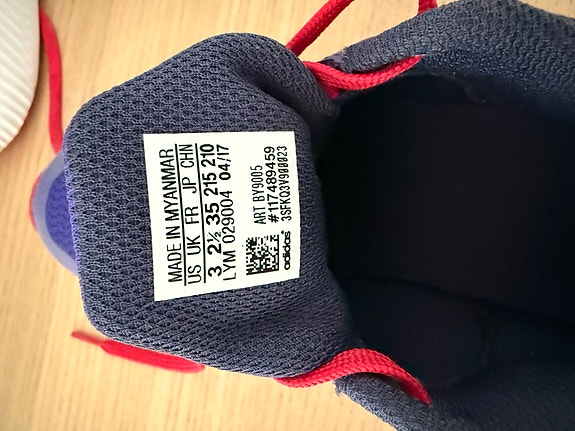 MADE IN MYANMAR
US UK FR JP CHN
3 2½ 35 215 210
LYM 029004 04/17
ART BY9005
#117489459
3SFKQ3V900023
adidas